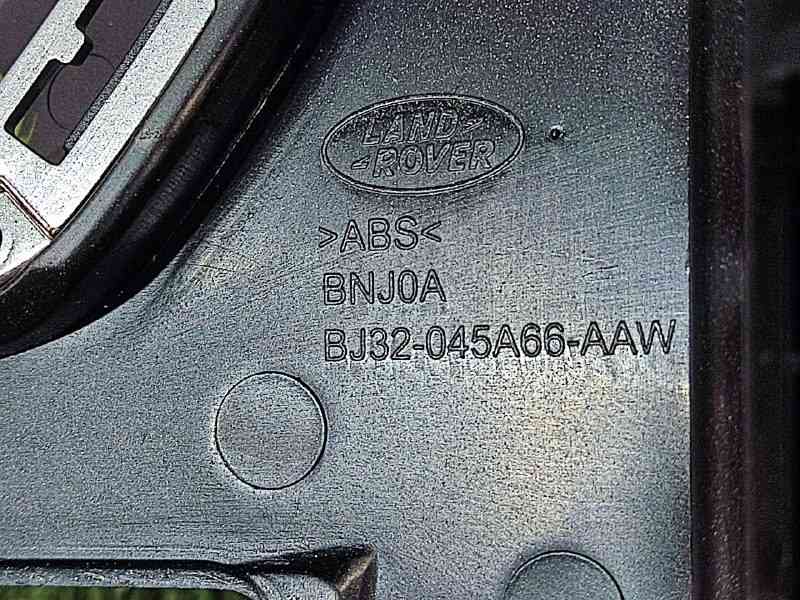 LAND
ROVER
>ABS<
BNJ0A
BJ32-045A66-AAW